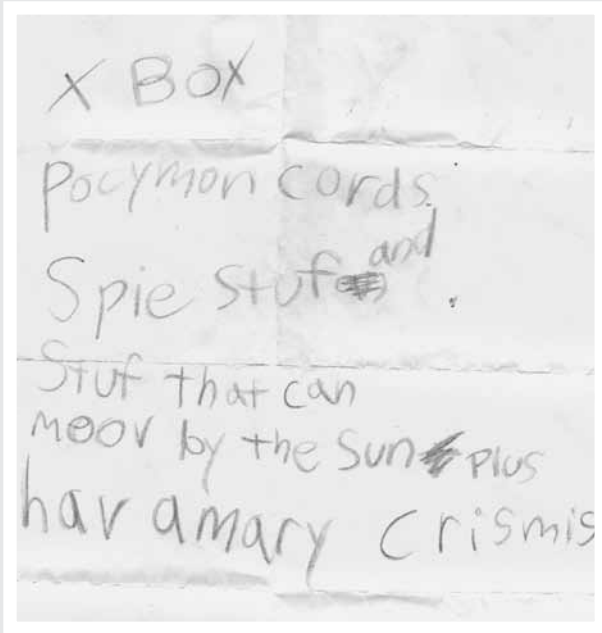 X BOX
Pocymon cords.
Spie Stuf and
Stuf that can
moov by the Sun plus
hav amary crismis